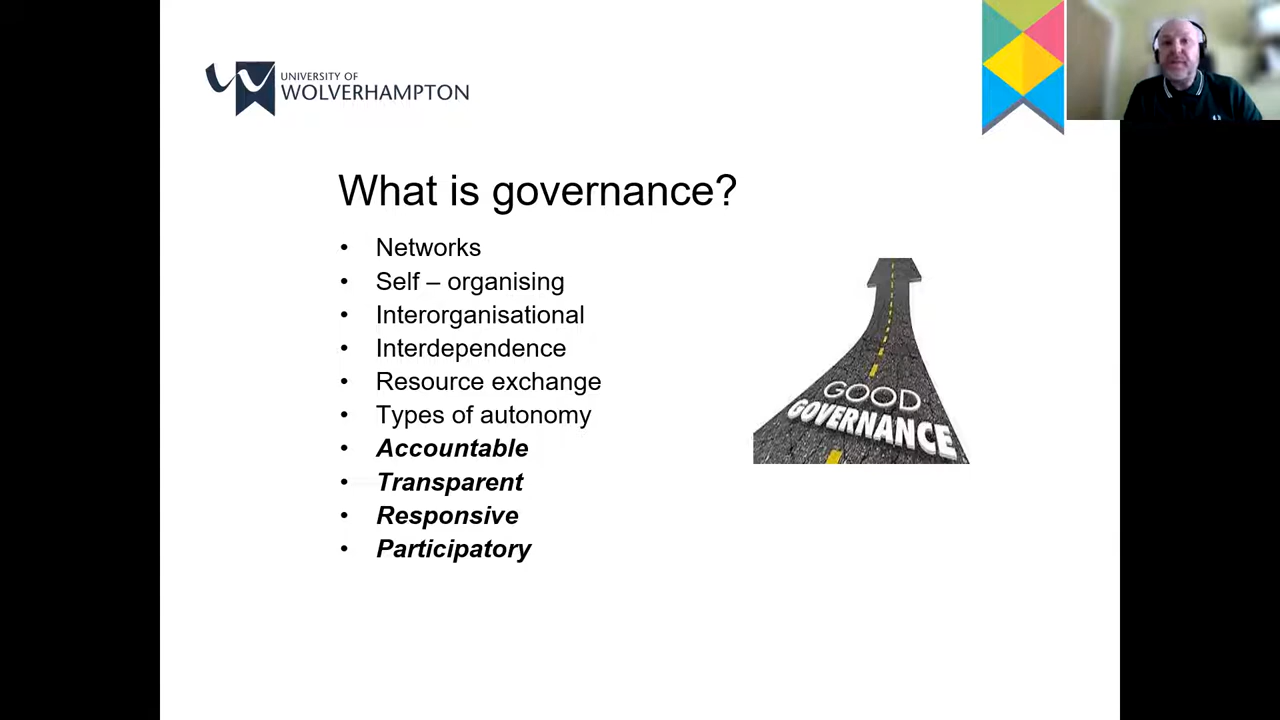 UNIVERSITY OF
WOLVERHAMPTON
What is governance?
• Networks
• Self – organising
• Interorganisational
• Interdependence
• Resource exchange
• Types of autonomy
• Accountable
• Transparent
• Responsive
• Participatory
GOOD
GOVERNANCE